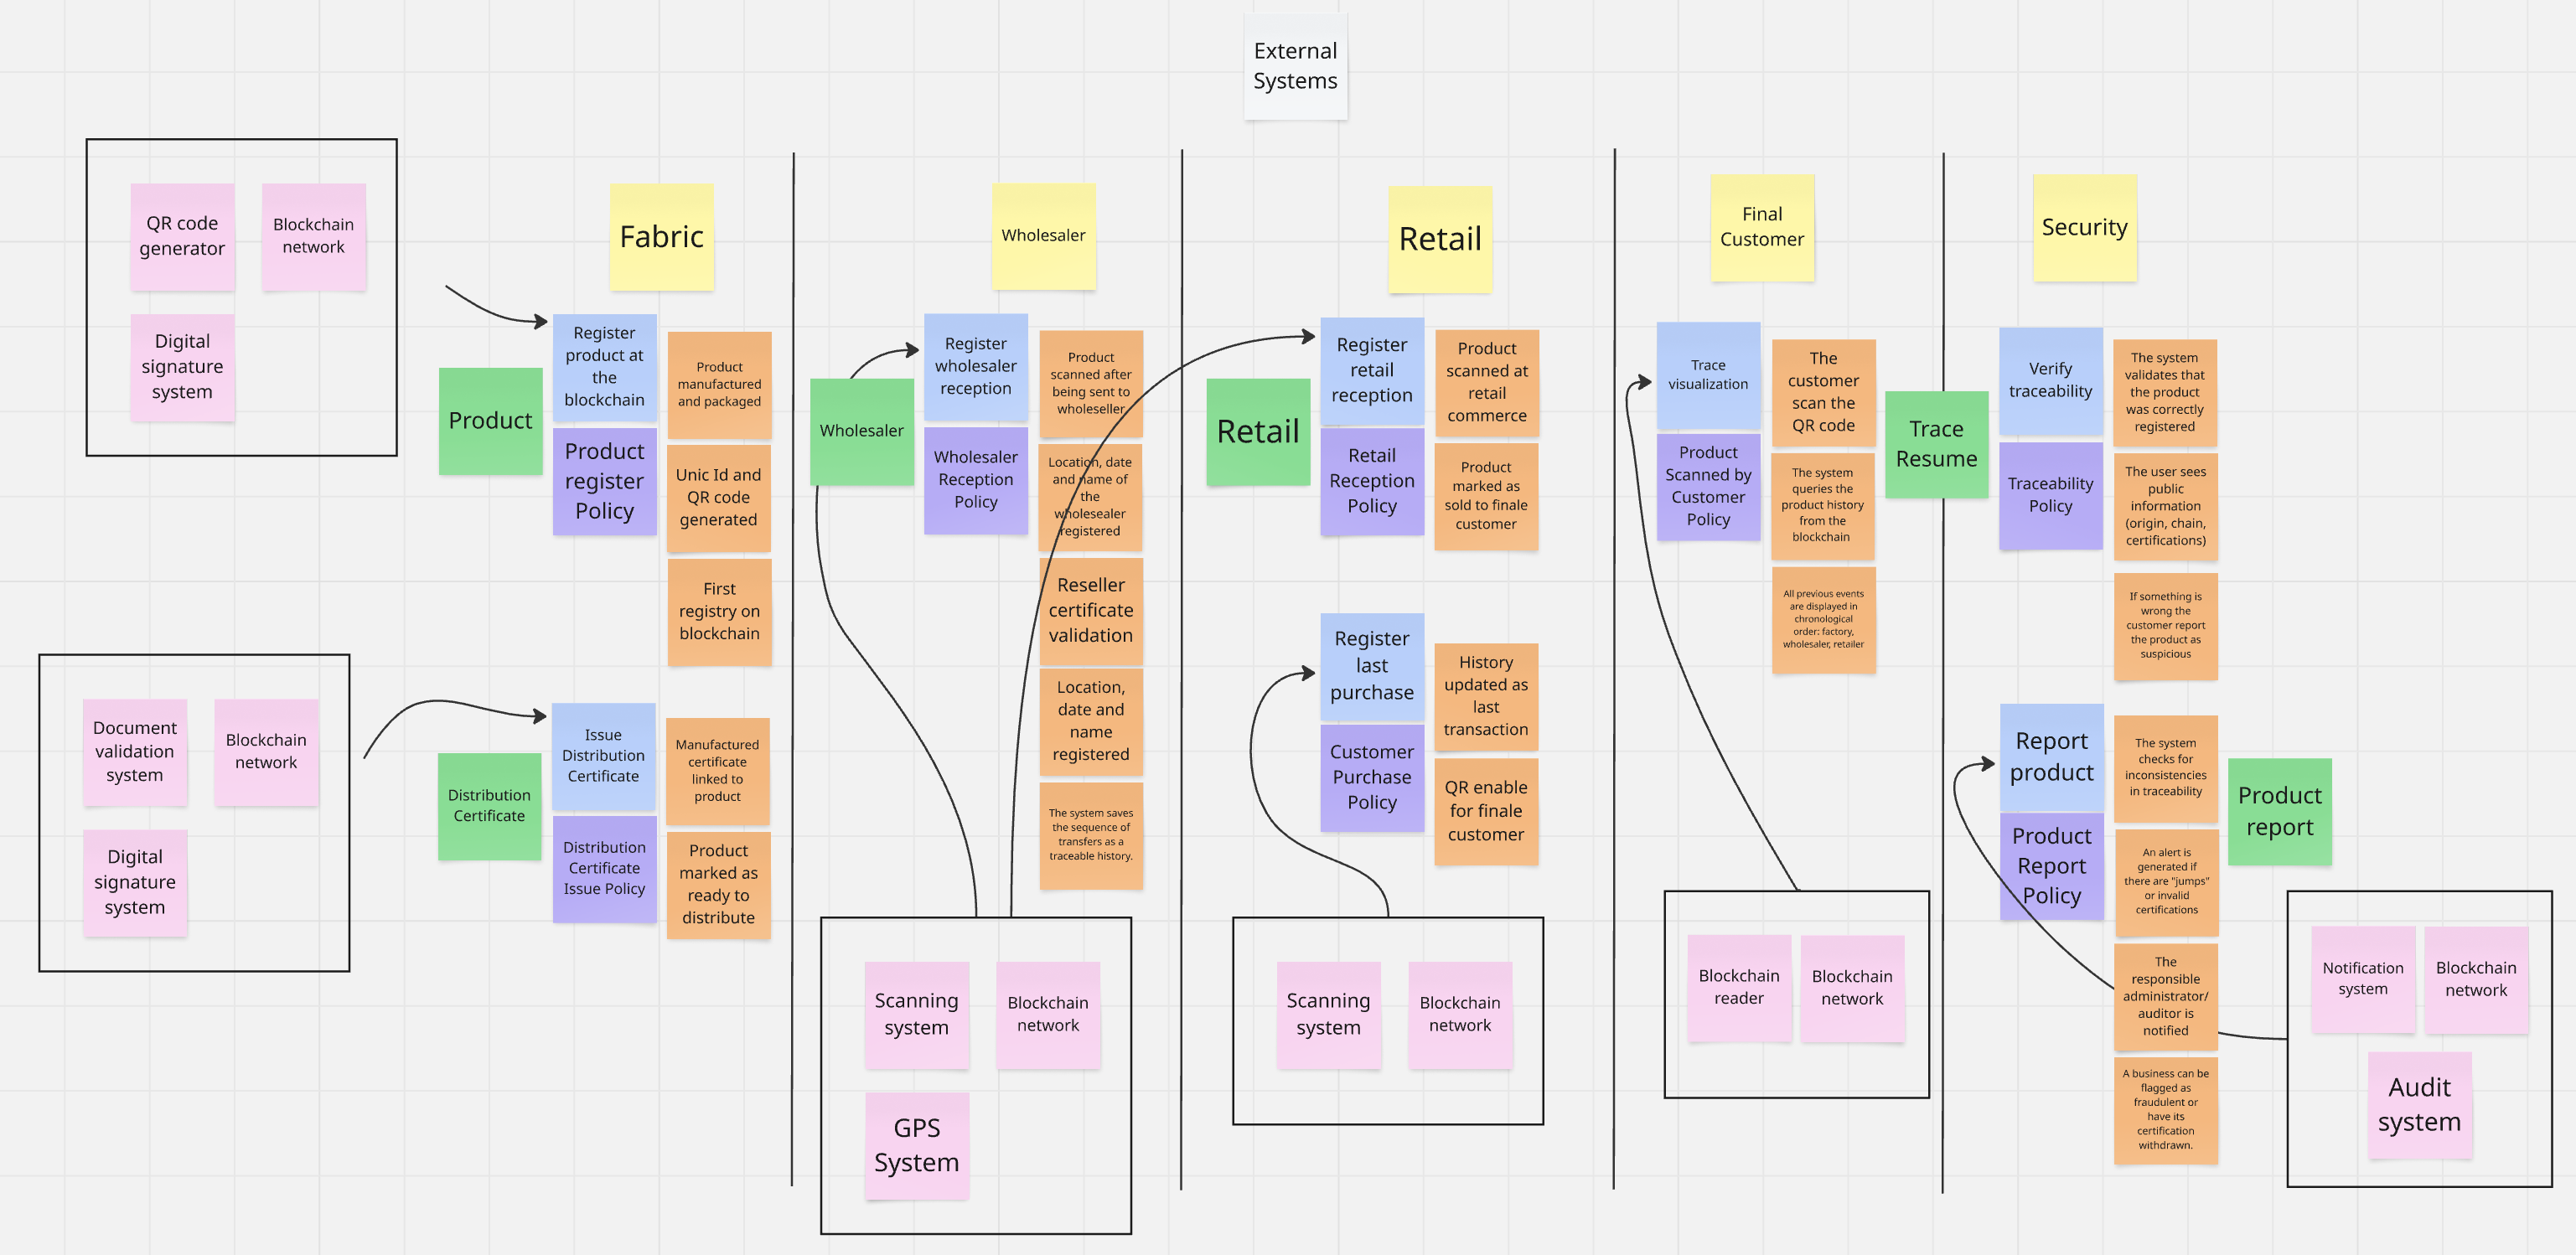 External
Systems
QR code
generator
Blockchain
network
Digital
signature
system
Document
validation
system
Blockchain
network
Digital
signature
system
Fabric
Product
Register
product at
the
blockchain
Product
register
Policy
Product
manufactured
and packaged
Unic Id and
QR code
generated
First
registry on
blockchain
Distribution
Certificate
Issue
Distribution
Certificate
Distribution
Certificate
Issue Policy
Manufactured
certificate
linked to
product
Product
marked as
ready to
distribute
Wholesaler
Wholesaler
Register
wholesaler
reception
Wholesaler
Reception
Policy
Product
scanned after
being sent to
wholeseller
Location, date
and name of
the
wholesealer
registered
Reseller
certificate
validation
Location,
date and
name
registered
The system saves
the sequence of
transfers as a
traceable history.
Scanning
system
Blockchain
network
GPS
System
Retail
Retail
Register
retail
reception
Retail
Reception
Policy
Product
scanned at
retail
commerce
Product
marked as
sold to finale
customer
Register
last
purchase
Customer
Purchase
Policy
History
updated as
last
transaction
QR enable
for finale
customer
Scanning
system
Blockchain
network
Final
Customer
Trace
visualization
Product
Scanned by
Customer
Policy
The
customer
scan the
QR code
The system
queries the
product history
from the
blockchain
All previous events
are displayed in
chronological
order: factory,
wholesaler, retailer
Trace
Resume
Blockchain
reader
Blockchain
network
Security
Verify
traceability
Traceability
Policy
The system
validates that
the product
was correctly
registered
The user sees
public
information
(origin, chain,
certifications)
If something is
wrong the
customer report
the product as
suspicious
Report
product
Product
Report
Policy
The system
checks for
inconsistencies
in traceability
An alert is
generated if
there are "jumps"
or invalid
certifications
The
responsible
administrator/
auditor is
notified
A business can be
flagged as
fraudulent or
have its
certification
withdrawn.
Product
report
Notification
system
Blockchain
network
Audit
system